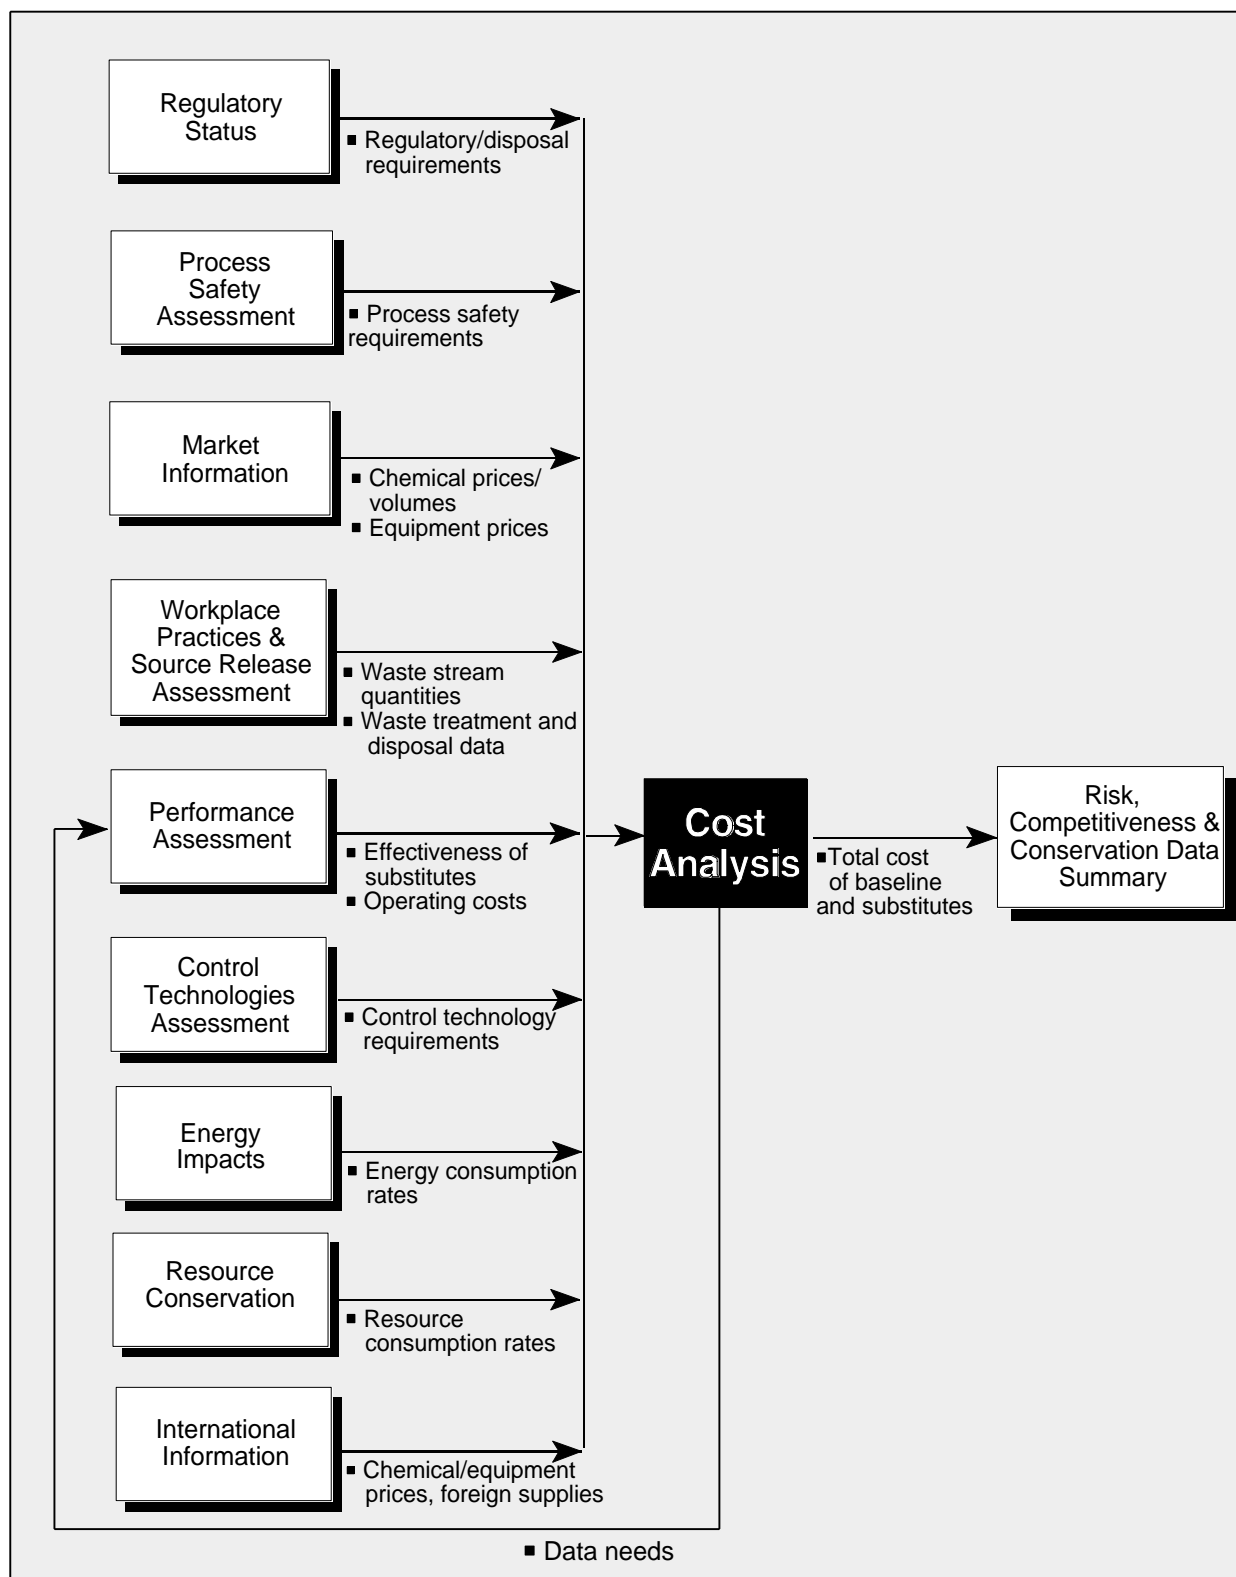 Regulatory
Status
■ Regulatory/disposal
requirements
Process
Safety
Assessment
■ Process safety
requirements
Market
Information
■ Chemical prices/
volumes
■ Equipment prices
Workplace
Practices &
Source Release
Assessment
■ Waste stream
quantities
■ Waste treatment and
disposal data
Performance
Assessment
■ Effectiveness of
substitutes
■ Operating costs
Control
Technologies
Assessment
■ Control technology
requirements
Energy
Impacts
■ Energy consumption
rates
Resource
Conservation
■ Resource
consumption rates
International
Information
■ Chemical/equipment
prices, foreign supplies
Cost
Analysis
■Total cost
of baseline
and substitutes
Risk,
Competitiveness &
Conservation Data
Summary
■ Data needs